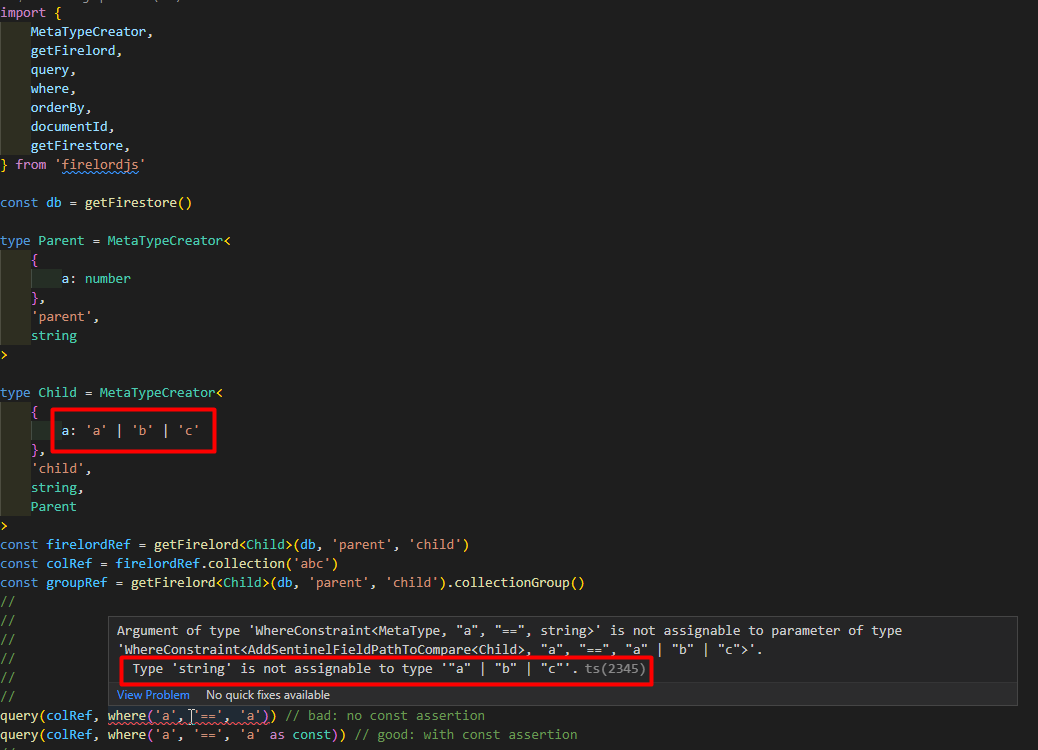 import {
MetaTypeCreator,
getFirelord,
query,
where,
orderBy,
documentId,
getFirestore,
} from 'firelordjs'
const db = getFirestore()
type Parent = MetaTypeCreator<
{
a: number
},
'parent',
string
>
type Child = MetaTypeCreator<
{
a: 'a' | 'b' | 'c'
},
'child',
string,
Parent
>
const firelordRef = getFirelord<Child>(db, 'parent', 'child')
const colRef = firelordRef.collection('abc')
const groupRef = getFirelord<Child>(db, 'parent', 'child').collectionGroup()
//
//
//
//
//
//
Argument of type 'WhereConstraint<MetaType, "a", "==", string>' is not assignable to parameter of type
'WhereConstraint<AddSentinelFieldPathToCompare<Child>, "a", "==", "a" | "b" | "c">'.
Type 'string' is not assignable to type '"a" | "b" | "c"'. ts(2345)
View Problem No quick fixes available
query(colRef, where('a', '==', 'a')) // bad: no const assertion
query(colRef, where('a', '==', 'a' as const)) // good: with const assertion